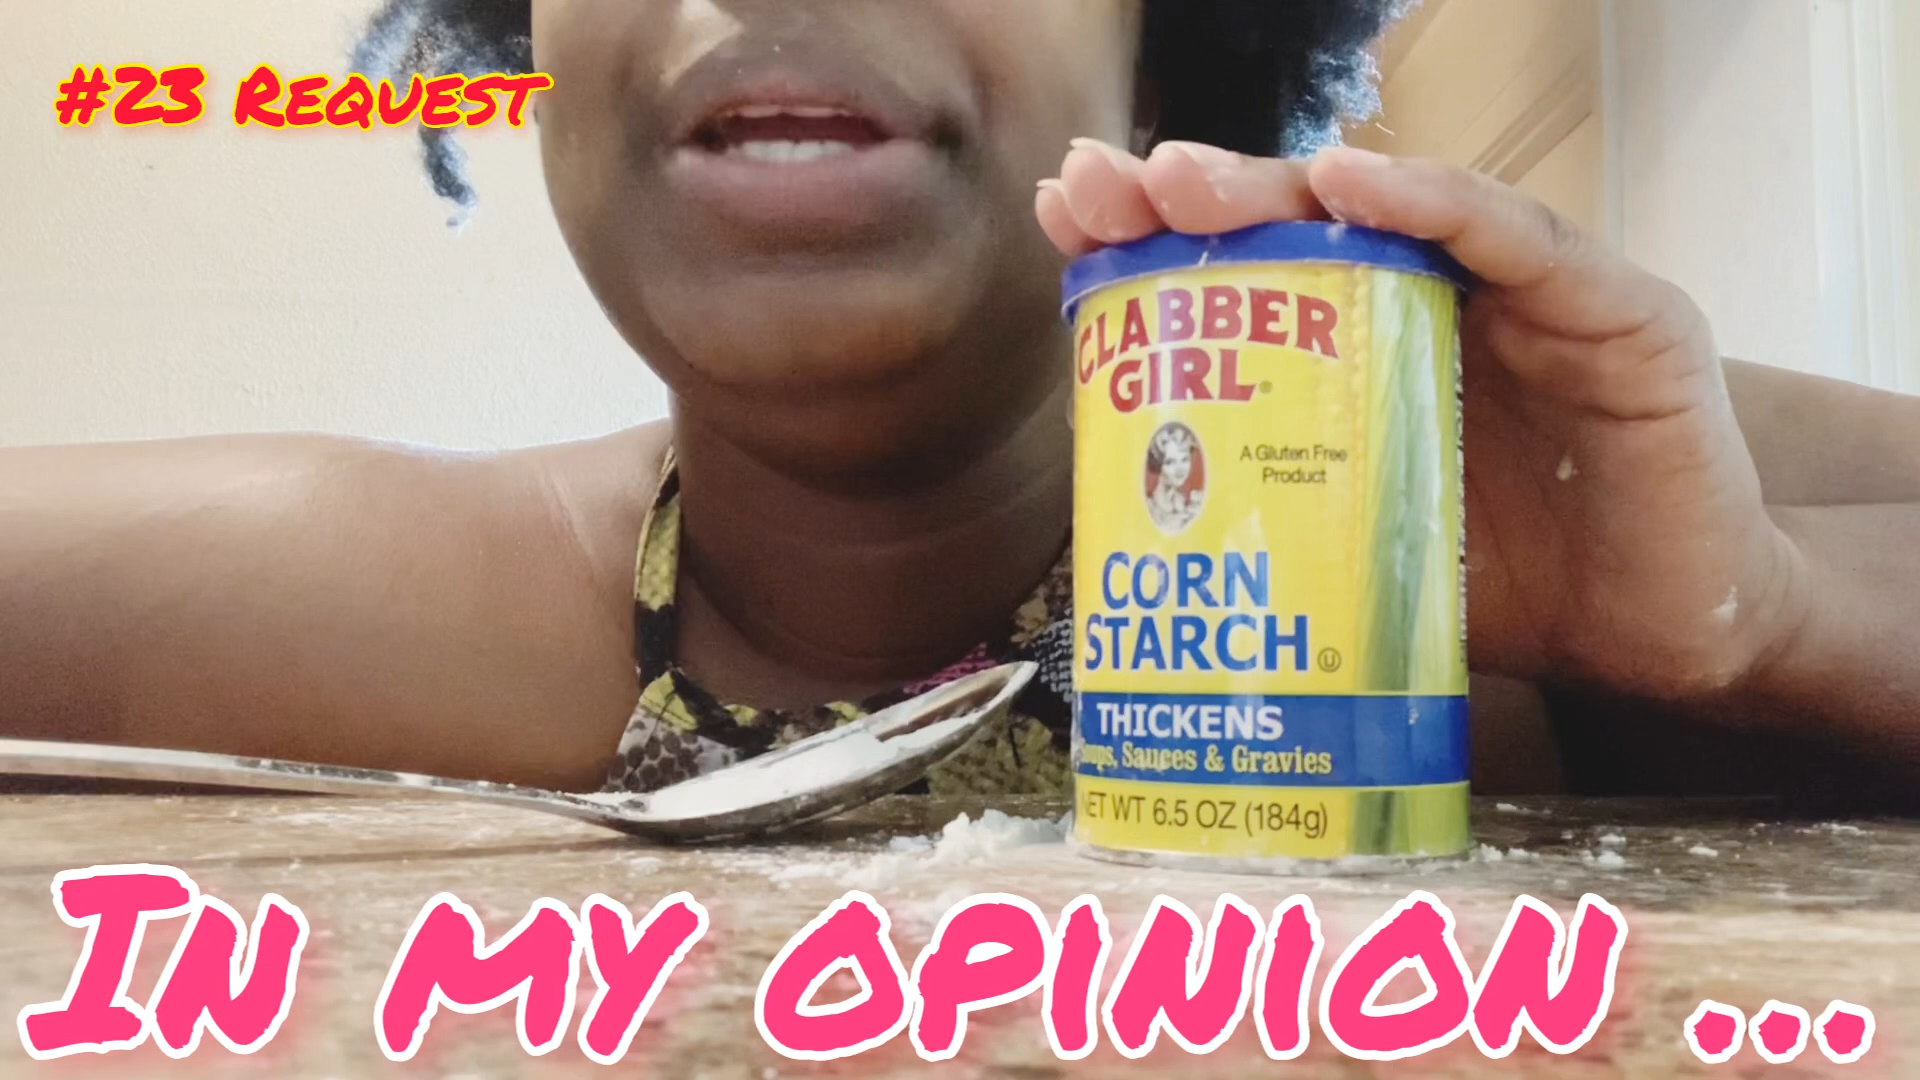 #23 Request
CLABBER
GIRL®
A Gluten Free
Product
CORN
STARCH
THICKENS
Soups, Sauces & Gravies
NET WT 6.5 OZ (184g)
In my opinion ...